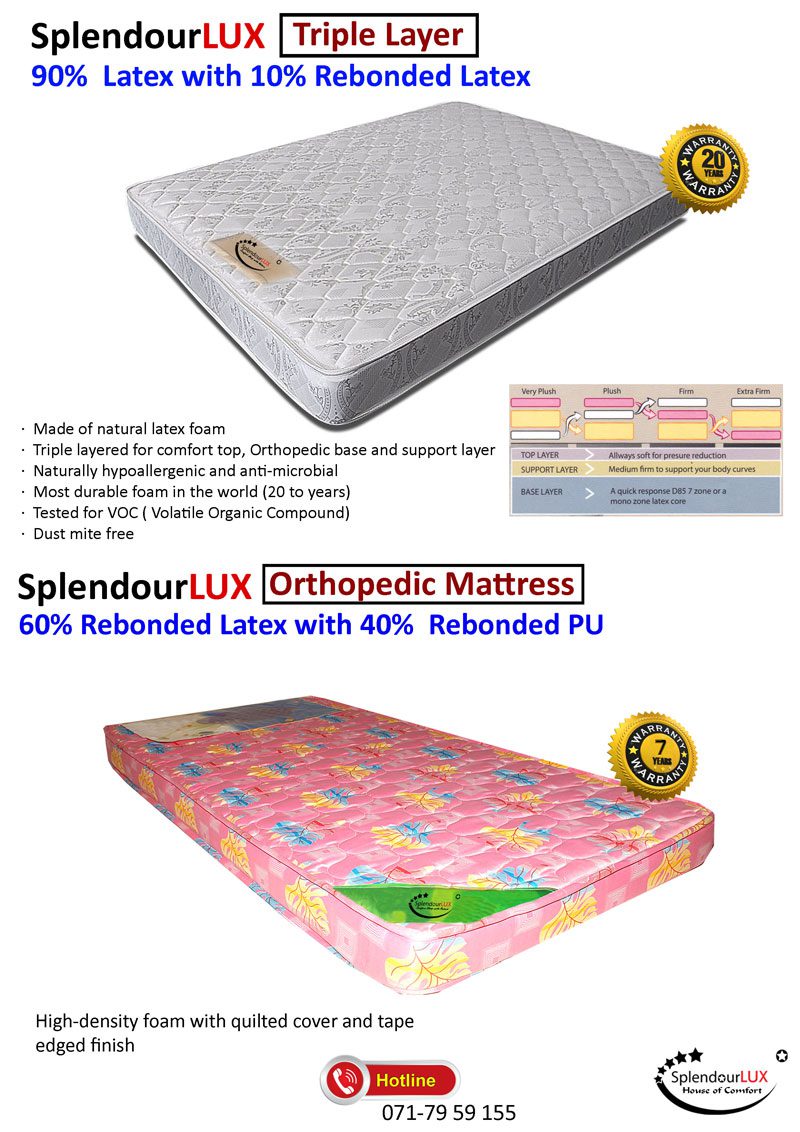 SplendourLUX Triple Layer
90% Latex with 10% Rebonded Latex
WARRANTY
20
YEARS
WARRANTY
SplendourLUX
· Made of natural latex foam
· Triple layered for comfort top, Orthopedic base and support layer
· Naturally hypoallergenic and anti-microbial
· Most durable foam in the world (20 to years)
· Tested for VOC ( Volatile Organic Compound)
· Dust mite free
Very Plush Plush Firm Extra Firm
TOP LAYER > Allways soft for presure reduction
SUPPORT LAYER > Medium firm to support your body curves
BASE LAYER > A quick response D85 7 zone or a
mono zone latex core
SplendourLUX Orthopedic Mattress
60% Rebonded Latex with 40% Rebonded PU
WARRANTY
7
YEARS
WARRANTY
SplendourLUX
High-density foam with quilted cover and tape
edged finish
Hotline
071-79 59 155
SplendourLUX
House of Comfort